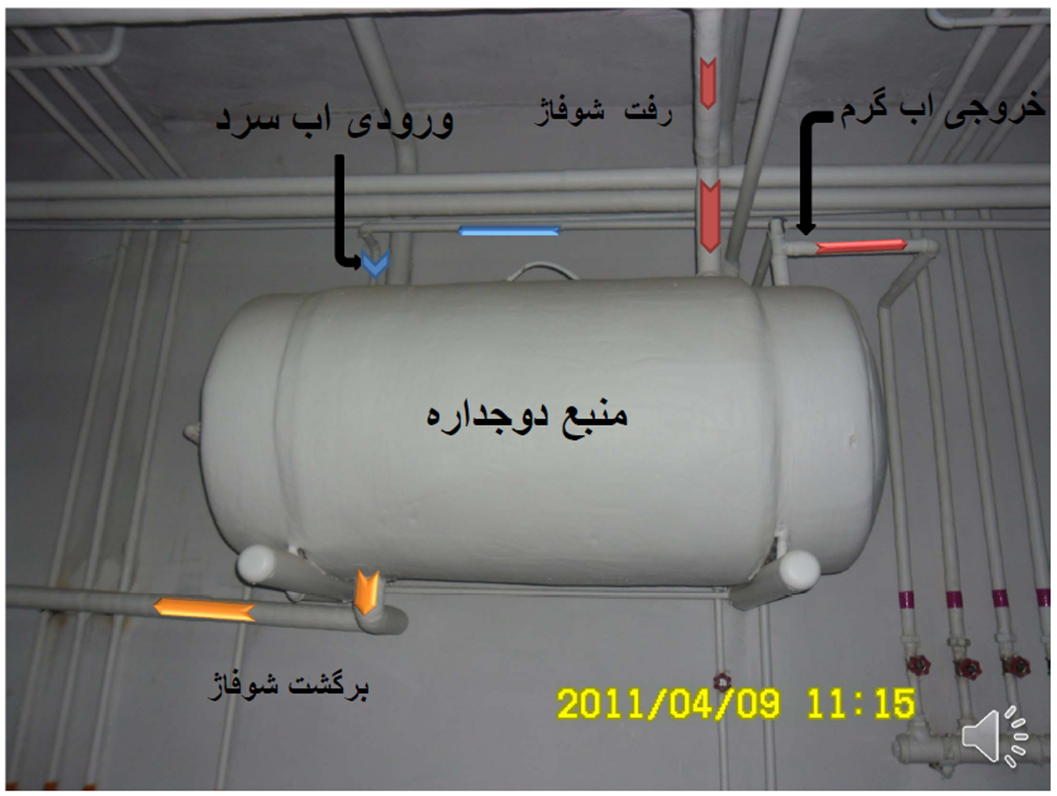 خروجی اب گرم
رفت شوفاژ
ورودی اب سرد
منبع دوجداره
برگشت شوفاژ
2011/04/09 11:15